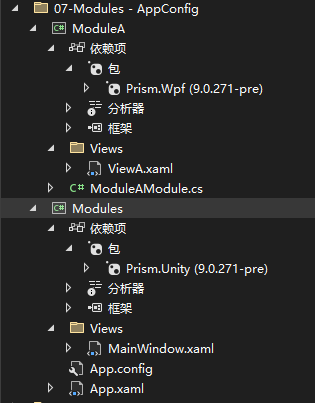 07-Modules - AppConfig
C# ModuleA
依赖项
包
Prism.Wpf (9.0.271-pre)
分析器
框架
Views
ViewA.xaml
C# ModuleAModule.cs
C# Modules
依赖项
包
Prism.Unity (9.0.271-pre)
分析器
框架
Views
MainWindow.xaml
App.config
App.xaml